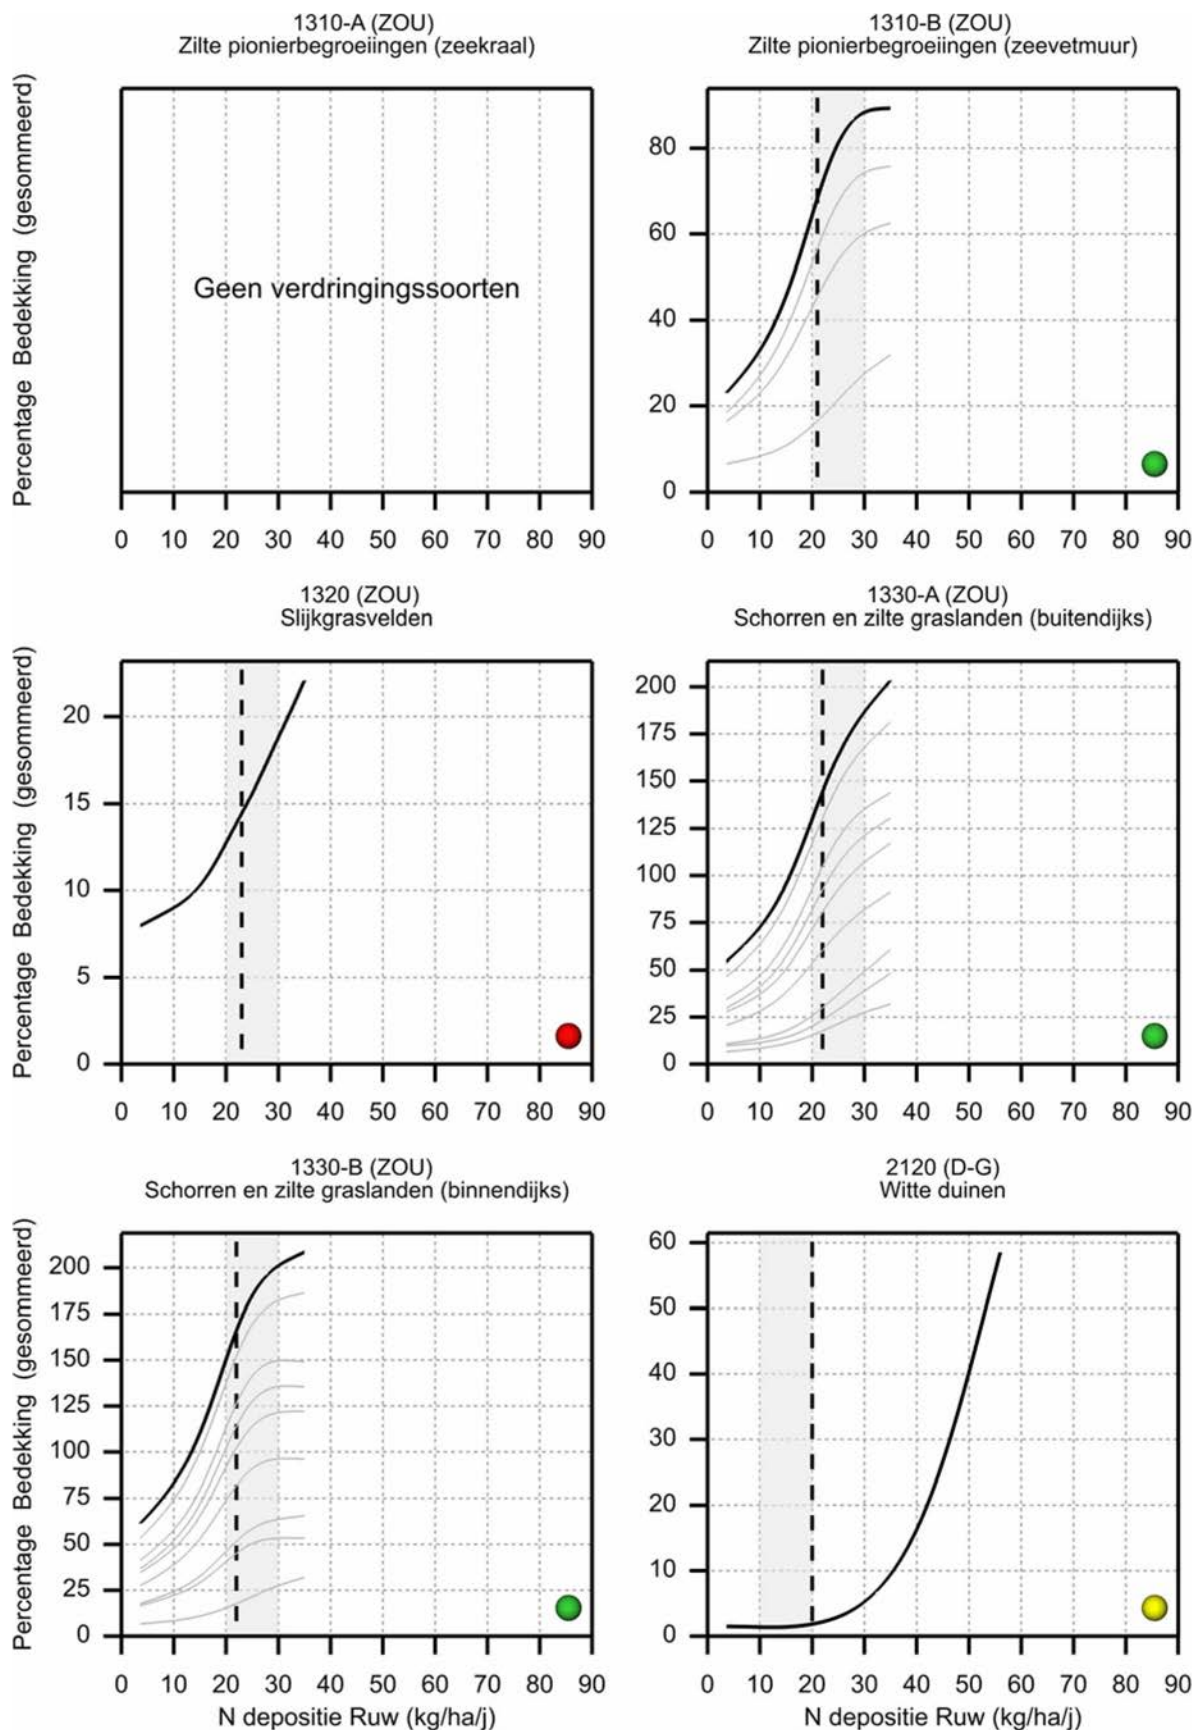 1310-A (ZOU)
Zilte pionierbegroeiingen (zeekraal)
Percentage Bedekking (gesommeerd)
Geen verdringingssoorten
0 10 20 30 40 50 60 70 80 90
1310-B (ZOU)
Zilte pionierbegroeiingen (zeevetmuur)
80
60
40
20
0
0 10 20 30 40 50 60 70 80 90
1320 (ZOU)
Slijkgrasvelden
Percentage Bedekking (gesommeerd)
20
15
10
5
0
0 10 20 30 40 50 60 70 80 90
1330-A (ZOU)
Schorren en zilte graslanden (buitendijks)
200
175
150
125
100
75
50
25
0
0 10 20 30 40 50 60 70 80 90
1330-B (ZOU)
Schorren en zilte graslanden (binnendijks)
Percentage Bedekking (gesommeerd)
200
175
150
125
100
75
50
25
0
0 10 20 30 40 50 60 70 80 90
N depositie Ruw (kg/ha/j)
2120 (D-G)
Witte duinen
60
50
40
30
20
10
0
0 10 20 30 40 50 60 70 80 90
N depositie Ruw (kg/ha/j)